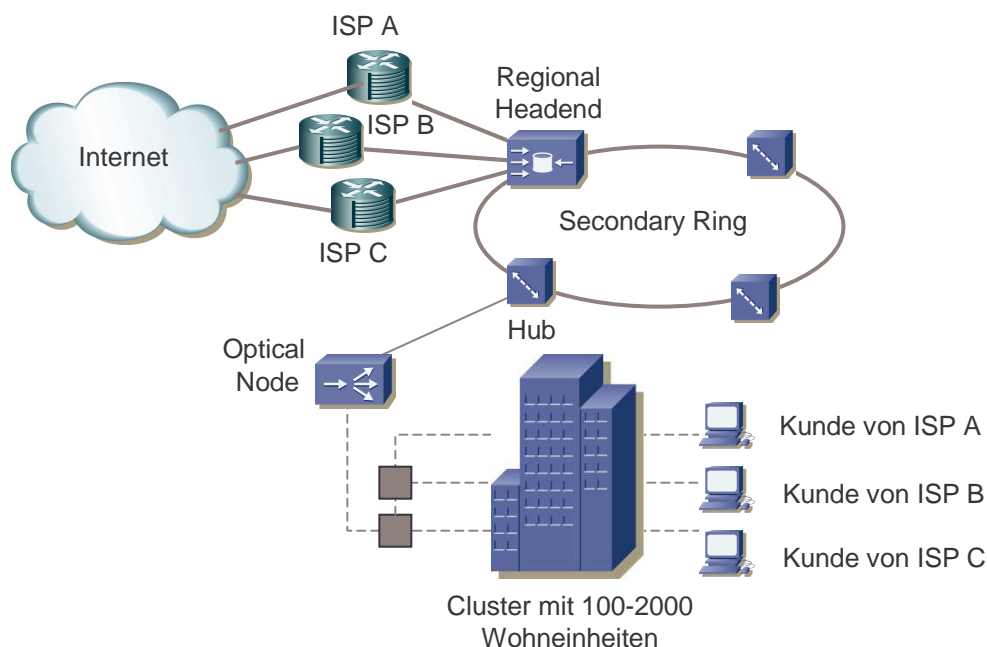 ISP A
Regional
Headend
ISP B
Internet
Secondary Ring
ISP C
Hub
Optical
Node
Kunde von ISP A
Kunde von ISP B
Kunde von ISP C
Cluster mit 100-2000
Wohneinheiten